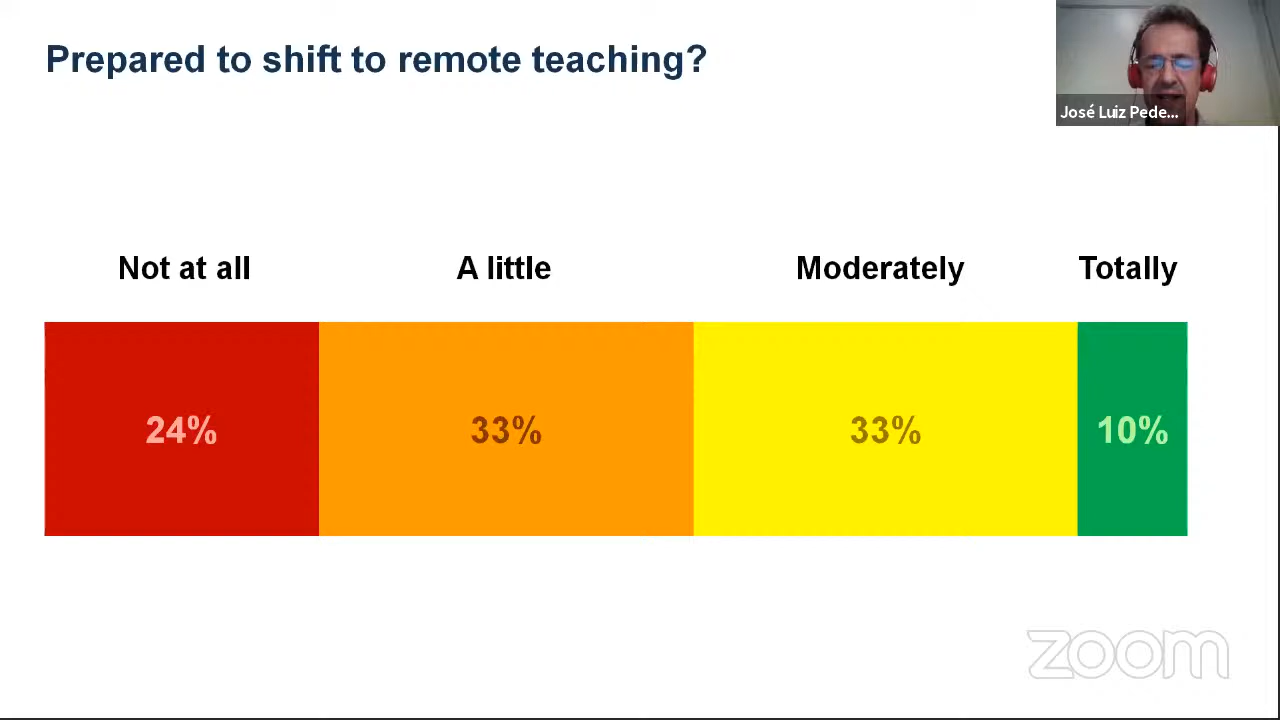 Prepared to shift to remote teaching?
José Luiz Pede...
Not at all A little Moderately Totally
24% 33% 33% 10%
zoom